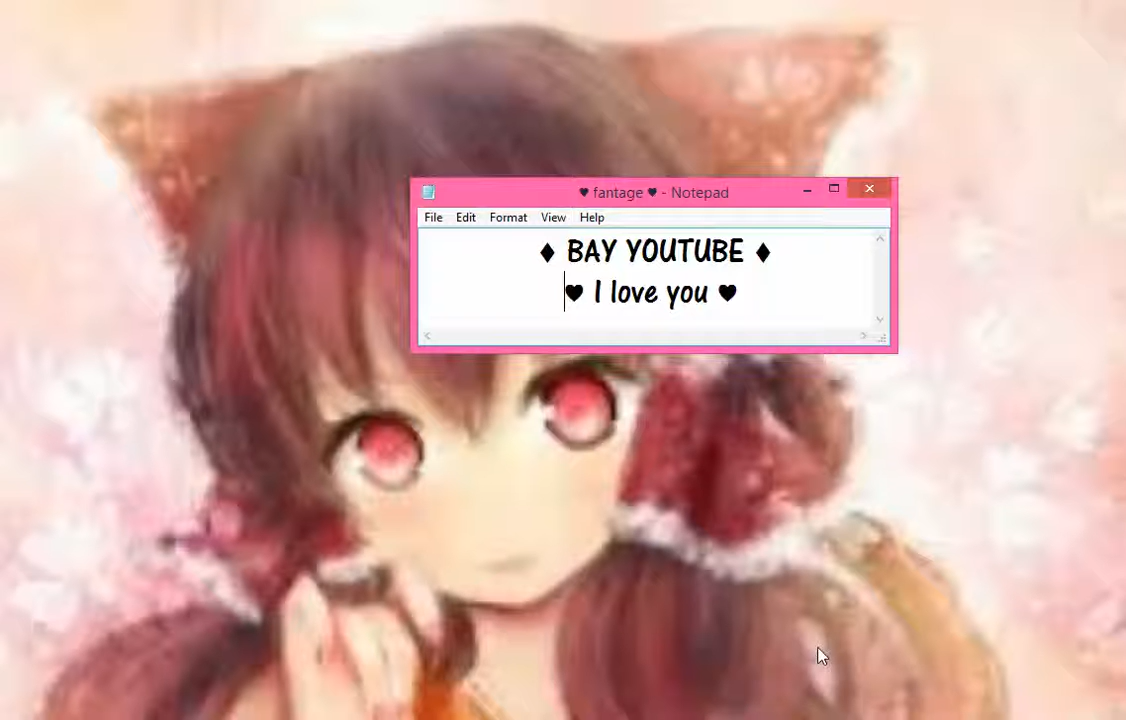 ♥ fantage ♥ - Notepad
File Edit Format View Help
♦ BAY YOUTUBE ♦
♥ I love you ♥